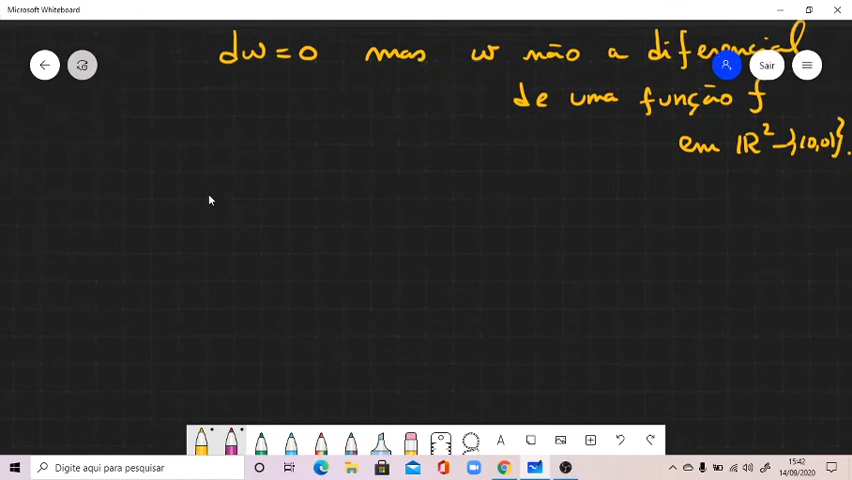 Microsoft Whiteboard
dw = 0 mas w não a diferencial
Sair
de uma função f
em IR² - {(0,0)}.
Digite aqui para pesquisar
15:42
14/09/2020